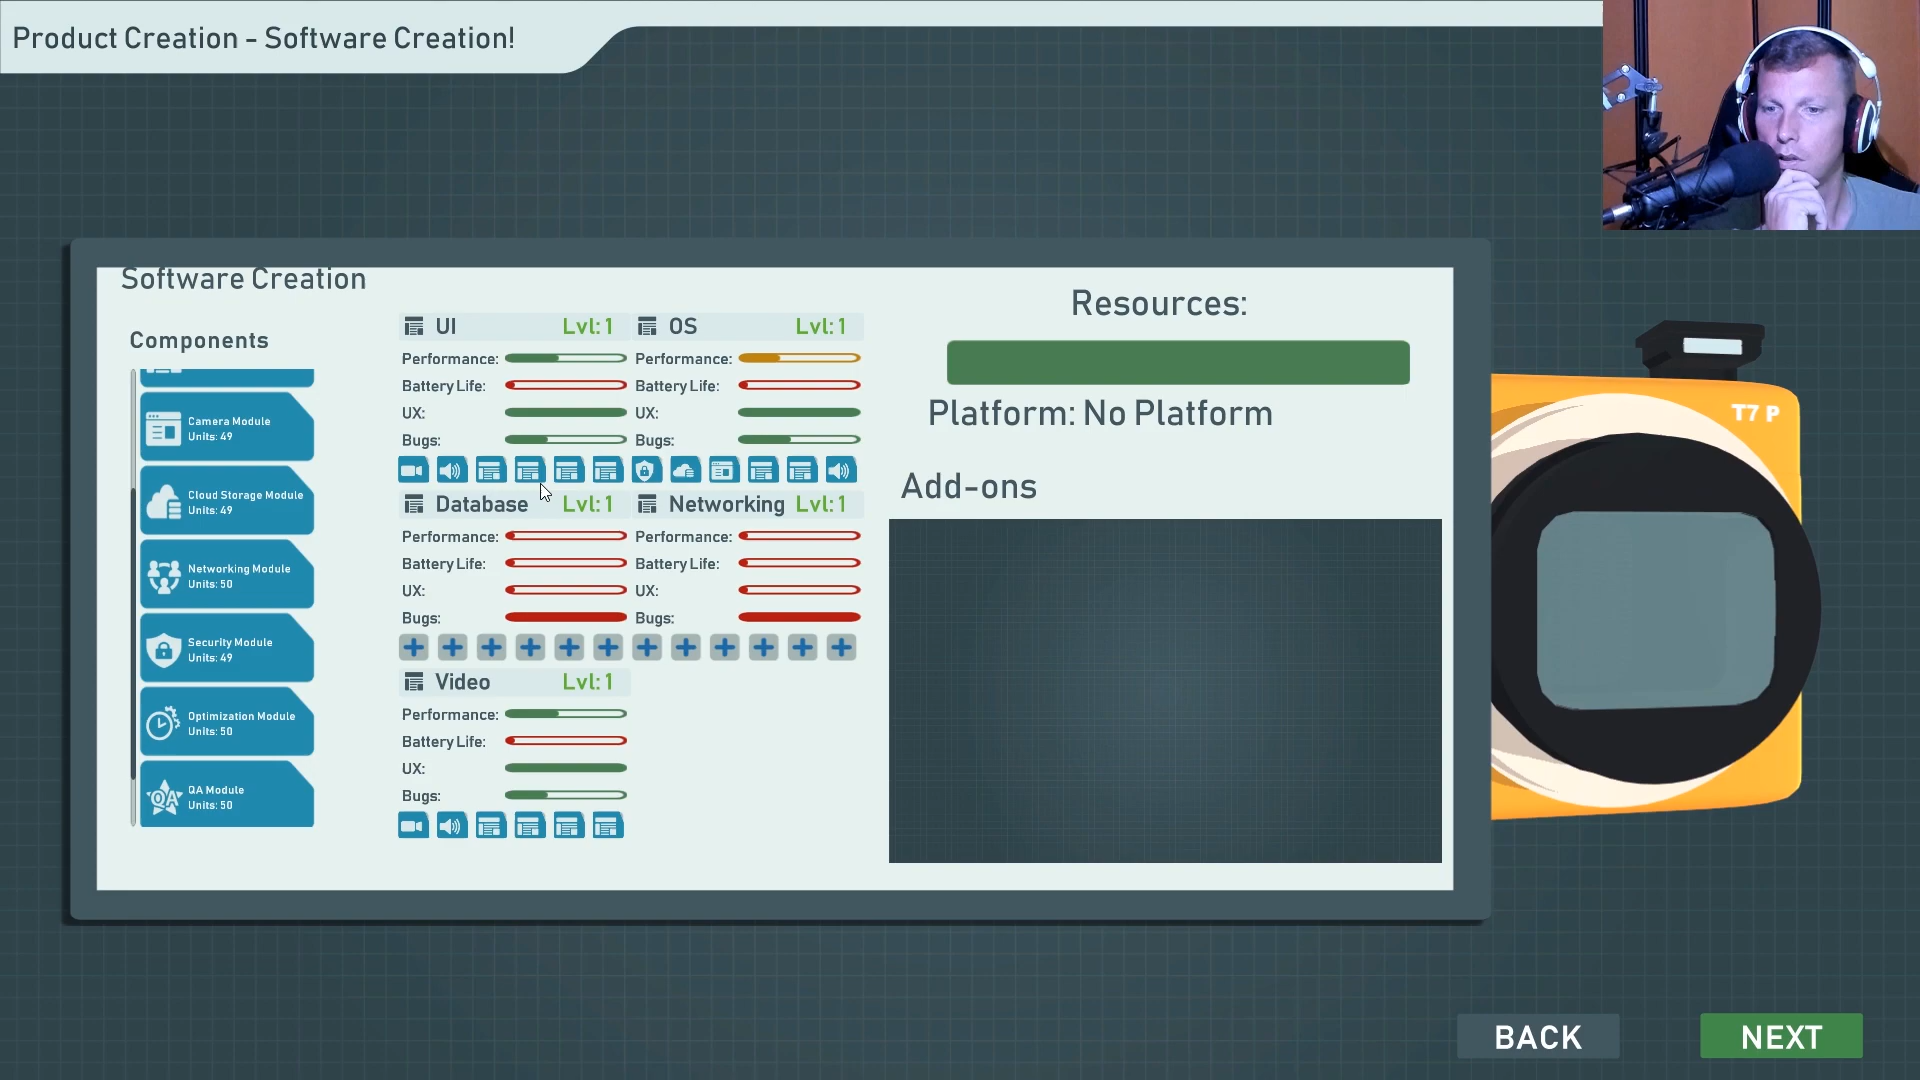 Product Creation - Software Creation!
Software Creation
Components
Camera Module
Units: 49
Cloud Storage Module
Units: 49
Networking Module
Units: 50
Security Module
Units: 49
Optimization Module
Units: 50
QA Module
Units: 50
UI Lvl: 1
Performance:
Battery Life:
UX:
Bugs:
OS Lvl: 1
Performance:
Battery Life:
UX:
Bugs:
Database Lvl: 1
Performance:
Battery Life:
UX:
Bugs:
Networking Lvl: 1
Performance:
Battery Life:
UX:
Bugs:
Video Lvl: 1
Performance:
Battery Life:
UX:
Bugs:
Resources:
Platform: No Platform
Add-ons
T7 P
BACK
NEXT